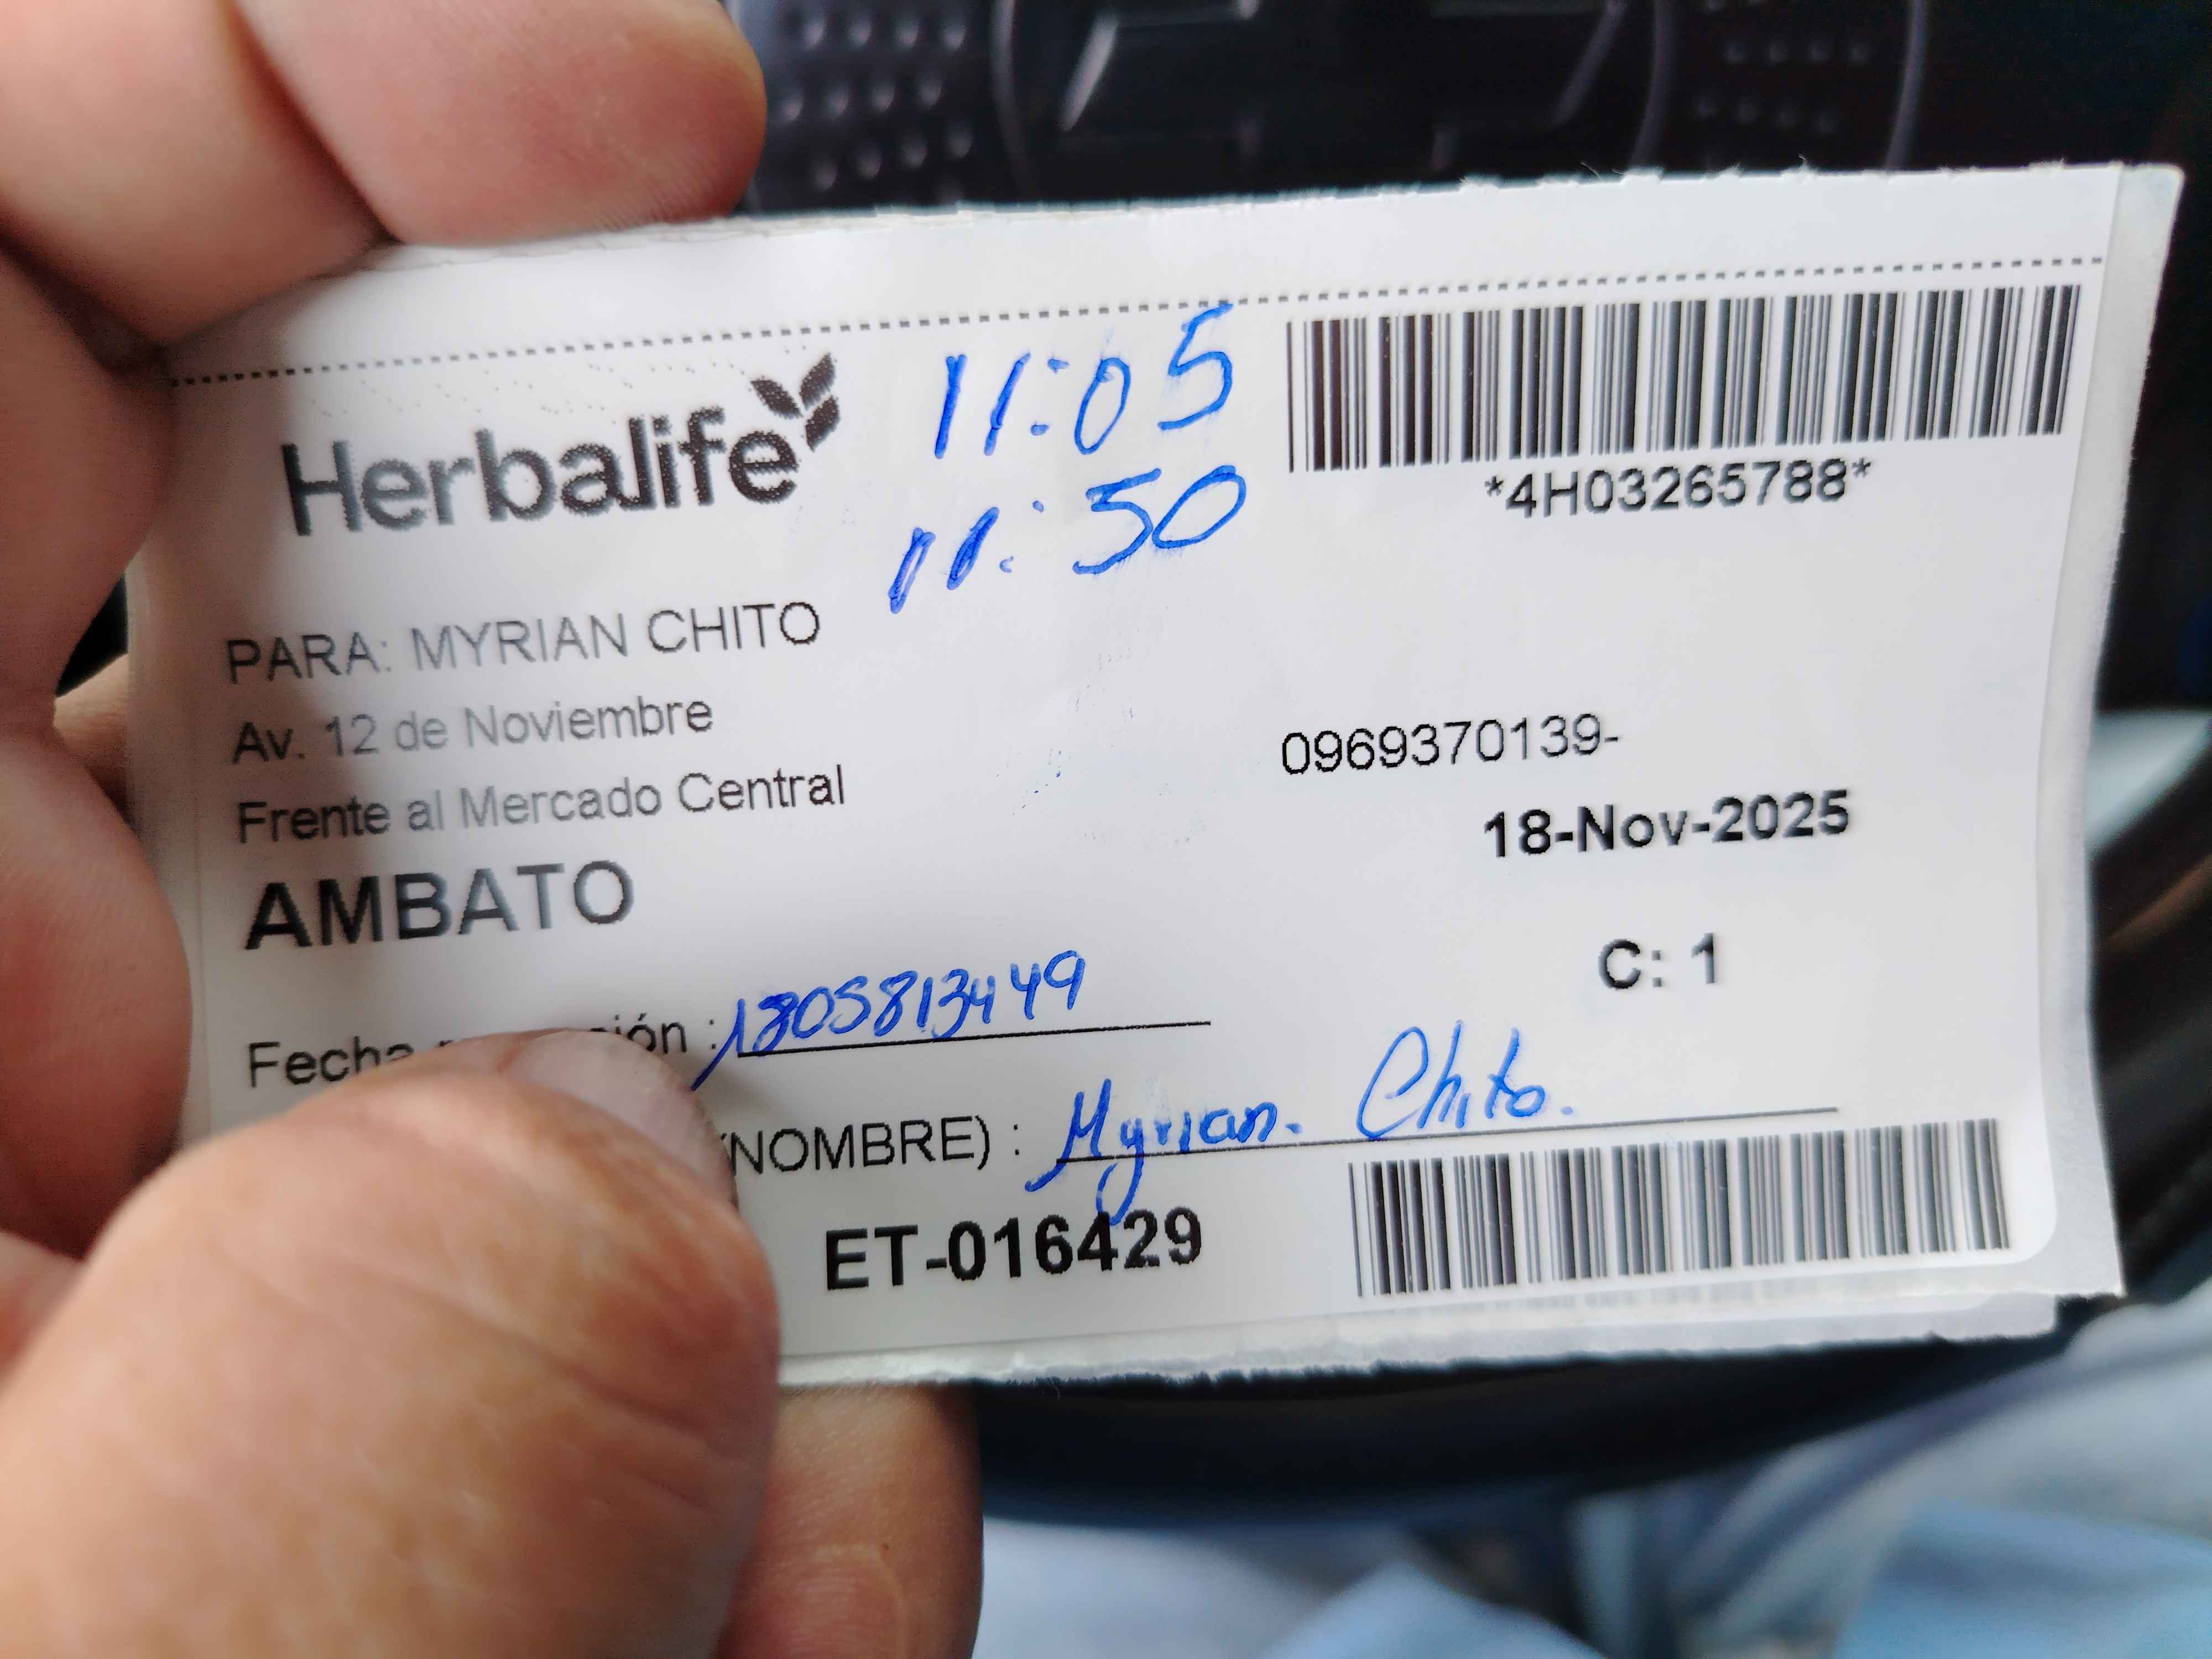 Herbalife
11:05
11:50
*4H03265788*
PARA: MYRIAN CHITO
Av. 12 de Noviembre
Frente al Mercado Central
AMBATO
0969370139-
18-Nov-2025
C: 1
Fecha : 1805813449
(NOMBRE) : Myrian. Chito.
ET-016429